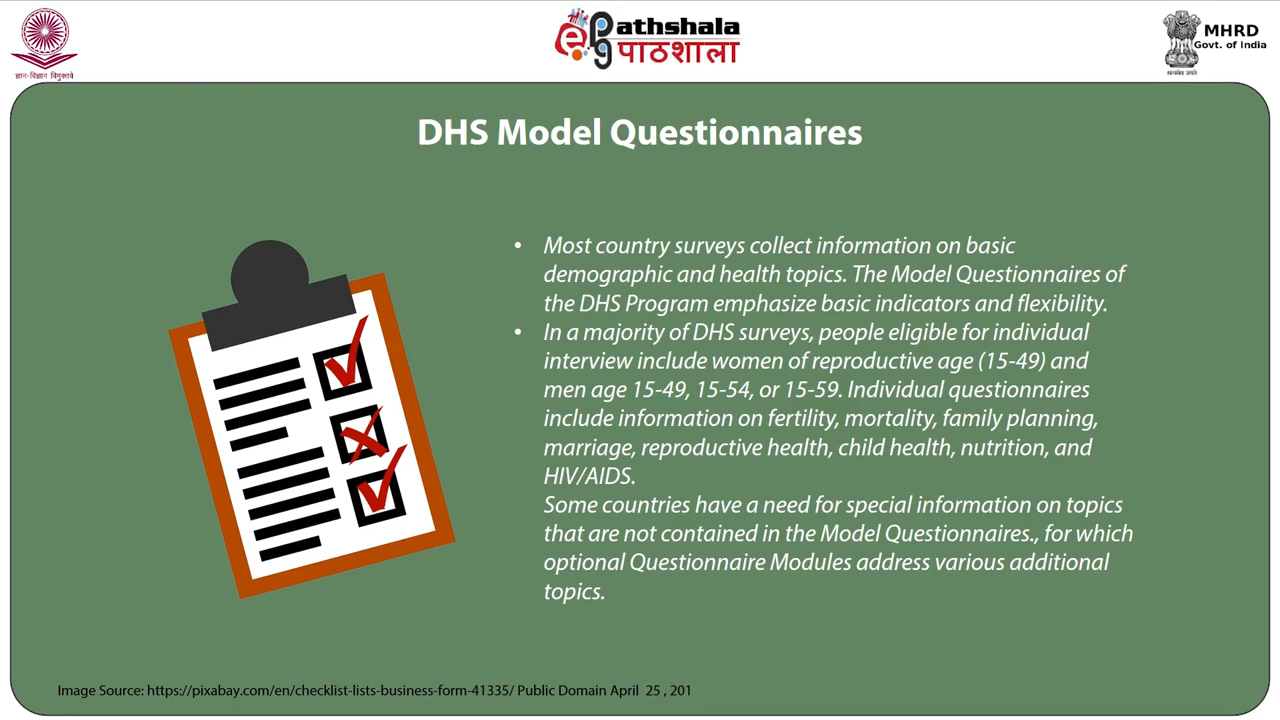 ज्ञान-विज्ञान विमुक्तये
ePG Pathshala
पाठशाला
MHRD
Govt. of India
सत्यमेव जयते
DHS Model Questionnaires
• Most country surveys collect information on basic
demographic and health topics. The Model Questionnaires of
the DHS Program emphasize basic indicators and flexibility.
• In a majority of DHS surveys, people eligible for individual
interview include women of reproductive age (15-49) and
men age 15-49, 15-54, or 15-59. Individual questionnaires
include information on fertility, mortality, family planning,
marriage, reproductive health, child health, nutrition, and
HIV/AIDS.
Some countries have a need for special information on topics
that are not contained in the Model Questionnaires., for which
optional Questionnaire Modules address various additional
topics.
Image Source: https://pixabay.com/en/checklist-lists-business-form-41335/ Public Domain April 25 , 201